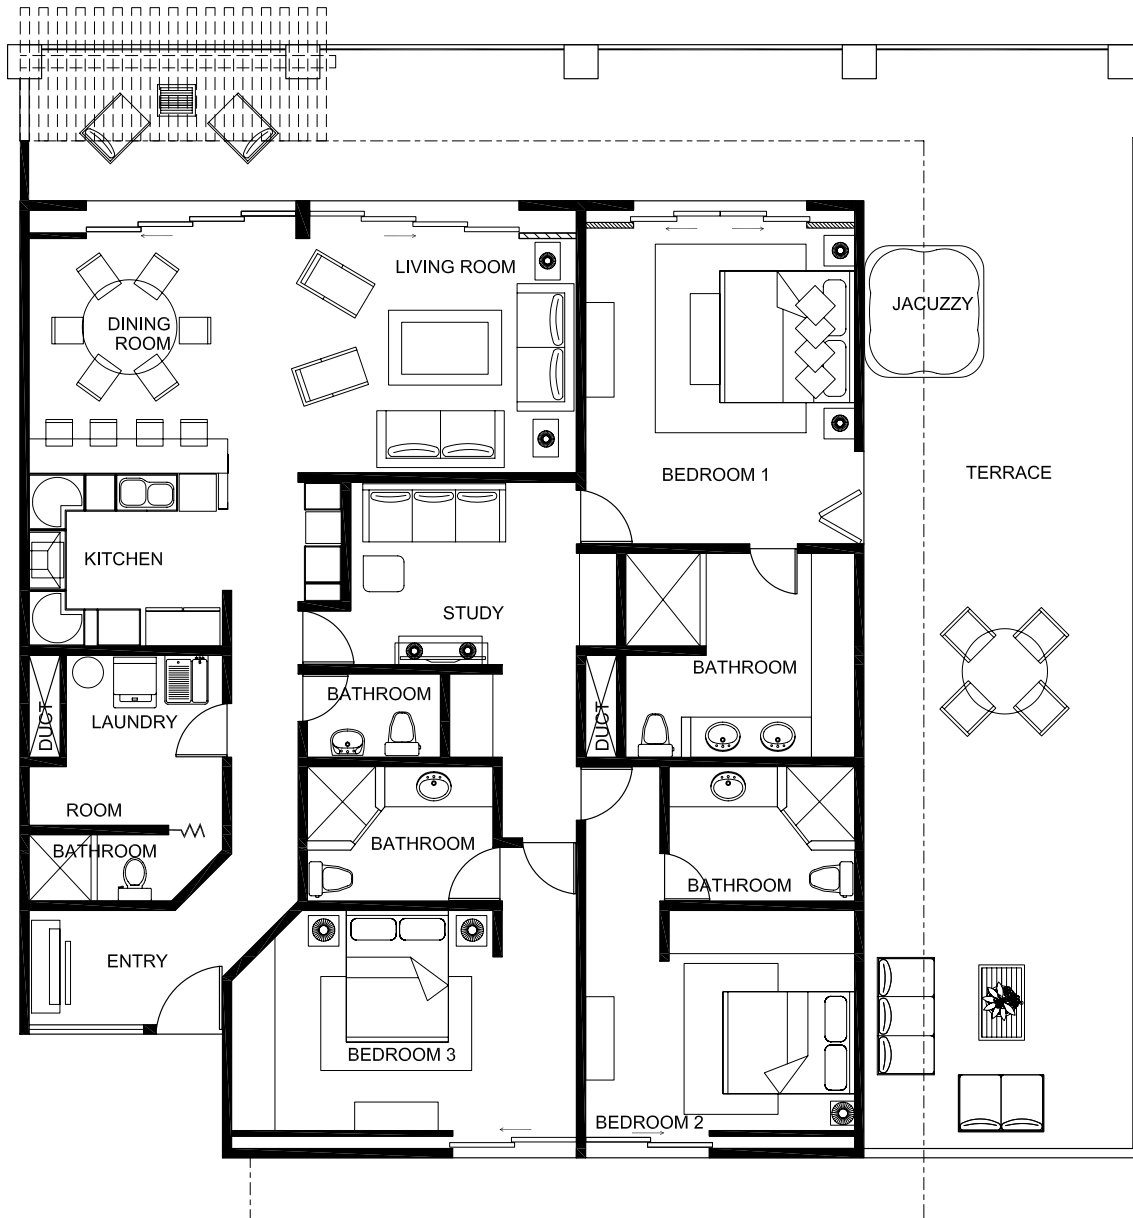 LIVING ROOM
DINING
ROOM
JACUZZY
BEDROOM 1
TERRACE
KITCHEN
STUDY
BATHROOM
BATHROOM
LAUNDRY
DUCT
DUCT
ROOM
BATHROOM
BATHROOM
BATHROOM
ENTRY
BEDROOM 3
BEDROOM 2